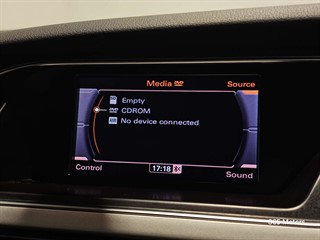 Media
Source
Empty
CDROM
No device connected
Control
17:18
Sound